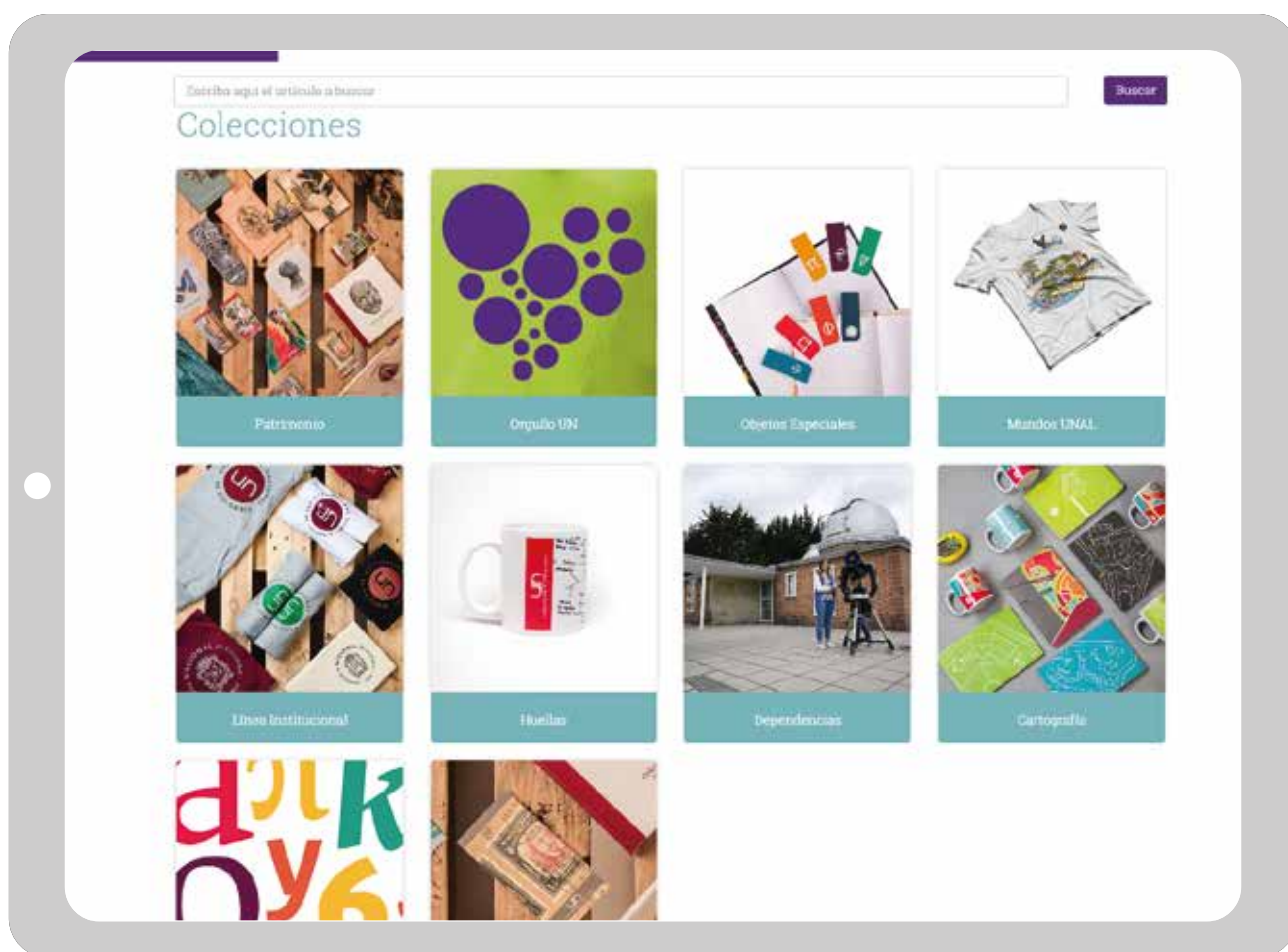 Escriba aquí el artículo a buscar
Buscar
Colecciones
Patrimonio
Orgullo UN
Objetos Especiales
Mundos UNAL
Línea Institucional
Huellas
Dependencias
Cartografía